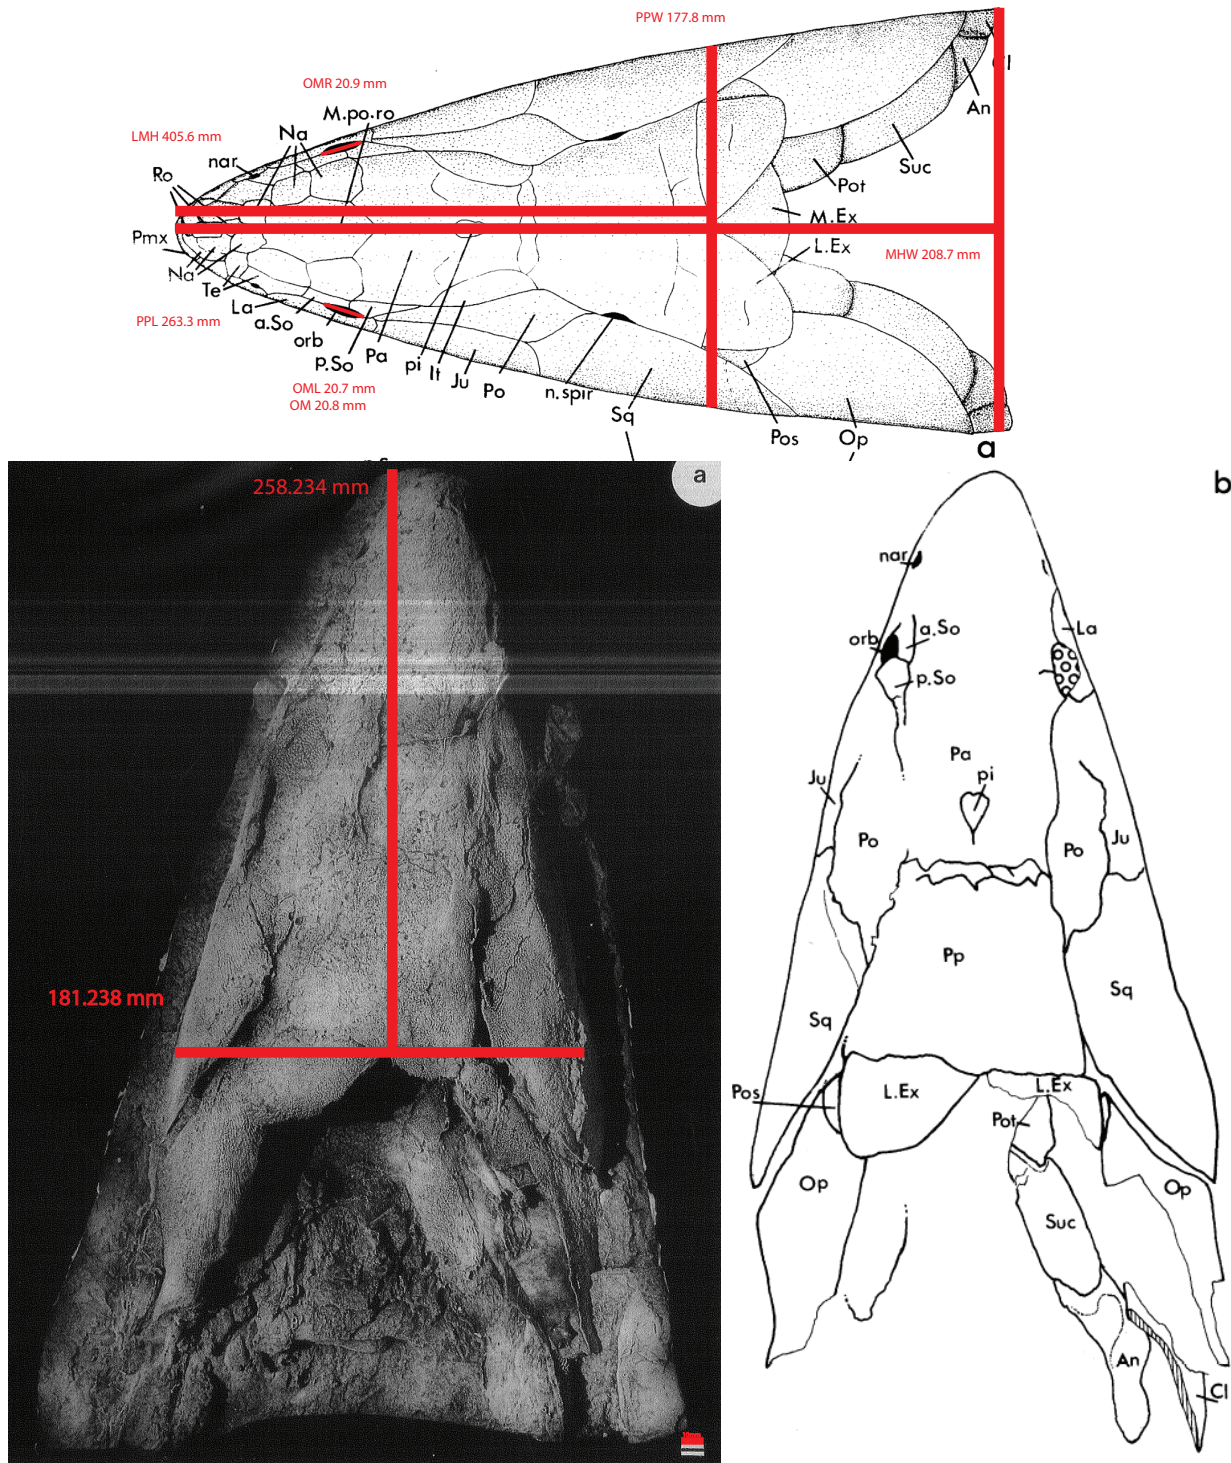 PPW 177.8 mm
OMR 20.9 mm
M.po.ro
LMH 405.6 mm
Na
nar
Ro
An
Suc
Pot
M.Ex
L.Ex
Pmx
Na
Te
MHW 208.7 mm
La
a.So
orb
p.So
Pa
pi
It
Ju
Po
n.spir
Sq
Pos
Op
a
PPL 263.3 mm
OML 20.7 mm
OM 20.8 mm
258.234 mm
a
181.238 mm
10mm
b
nar
orb
a.So
La
p.So
Pa
pi
Ju
Po
Po
Ju
Pp
Sq
Sq
Pos
L.Ex
L.Ex
Pot
Op
Op
Suc
An
Cl